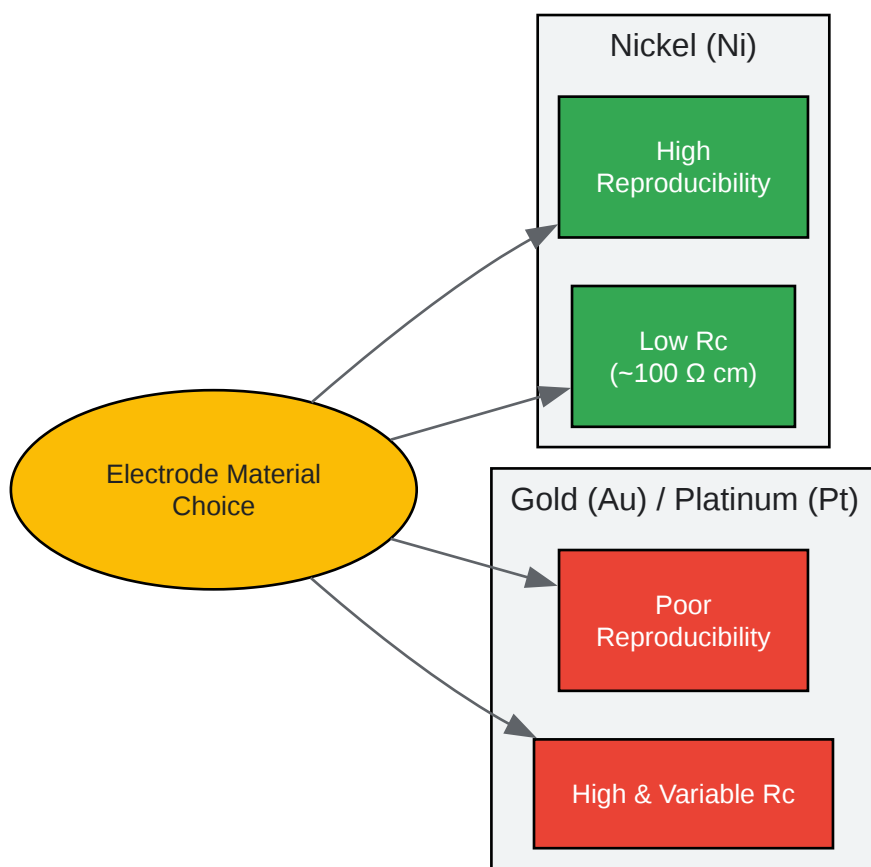 Nickel (Ni)
High
Reproducibility
Low Rc
(~100 Ω cm)
Electrode Material
Choice
Gold (Au) / Platinum (Pt)
Poor
Reproducibility
High & Variable Rc